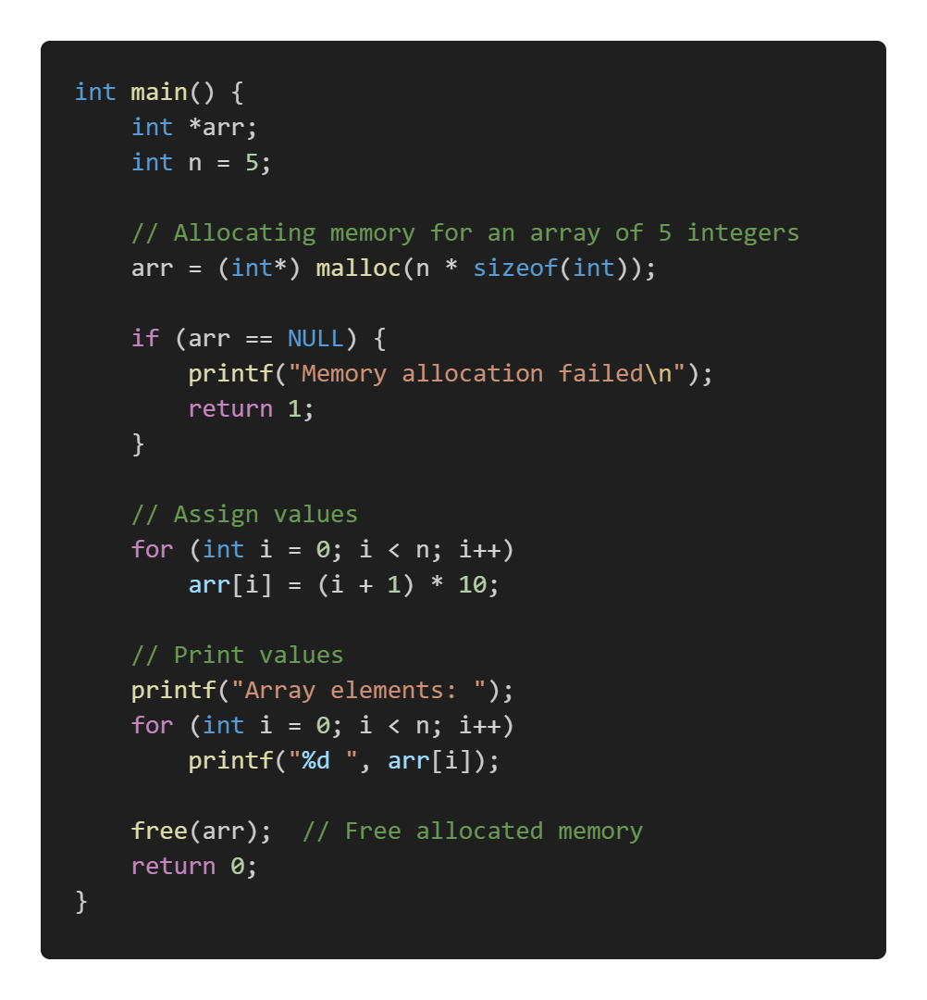 int main() {
    int *arr;
    int n = 5;

    // Allocating memory for an array of 5 integers
    arr = (int*) malloc(n * sizeof(int));

    if (arr == NULL) {
        printf("Memory allocation failed\n");
        return 1;
    }

    // Assign values
    for (int i = 0; i < n; i++)
        arr[i] = (i + 1) * 10;

    // Print values
    printf("Array elements: ");
    for (int i = 0; i < n; i++)
        printf("%d ", arr[i]);

    free(arr);  // Free allocated memory
    return 0;
}